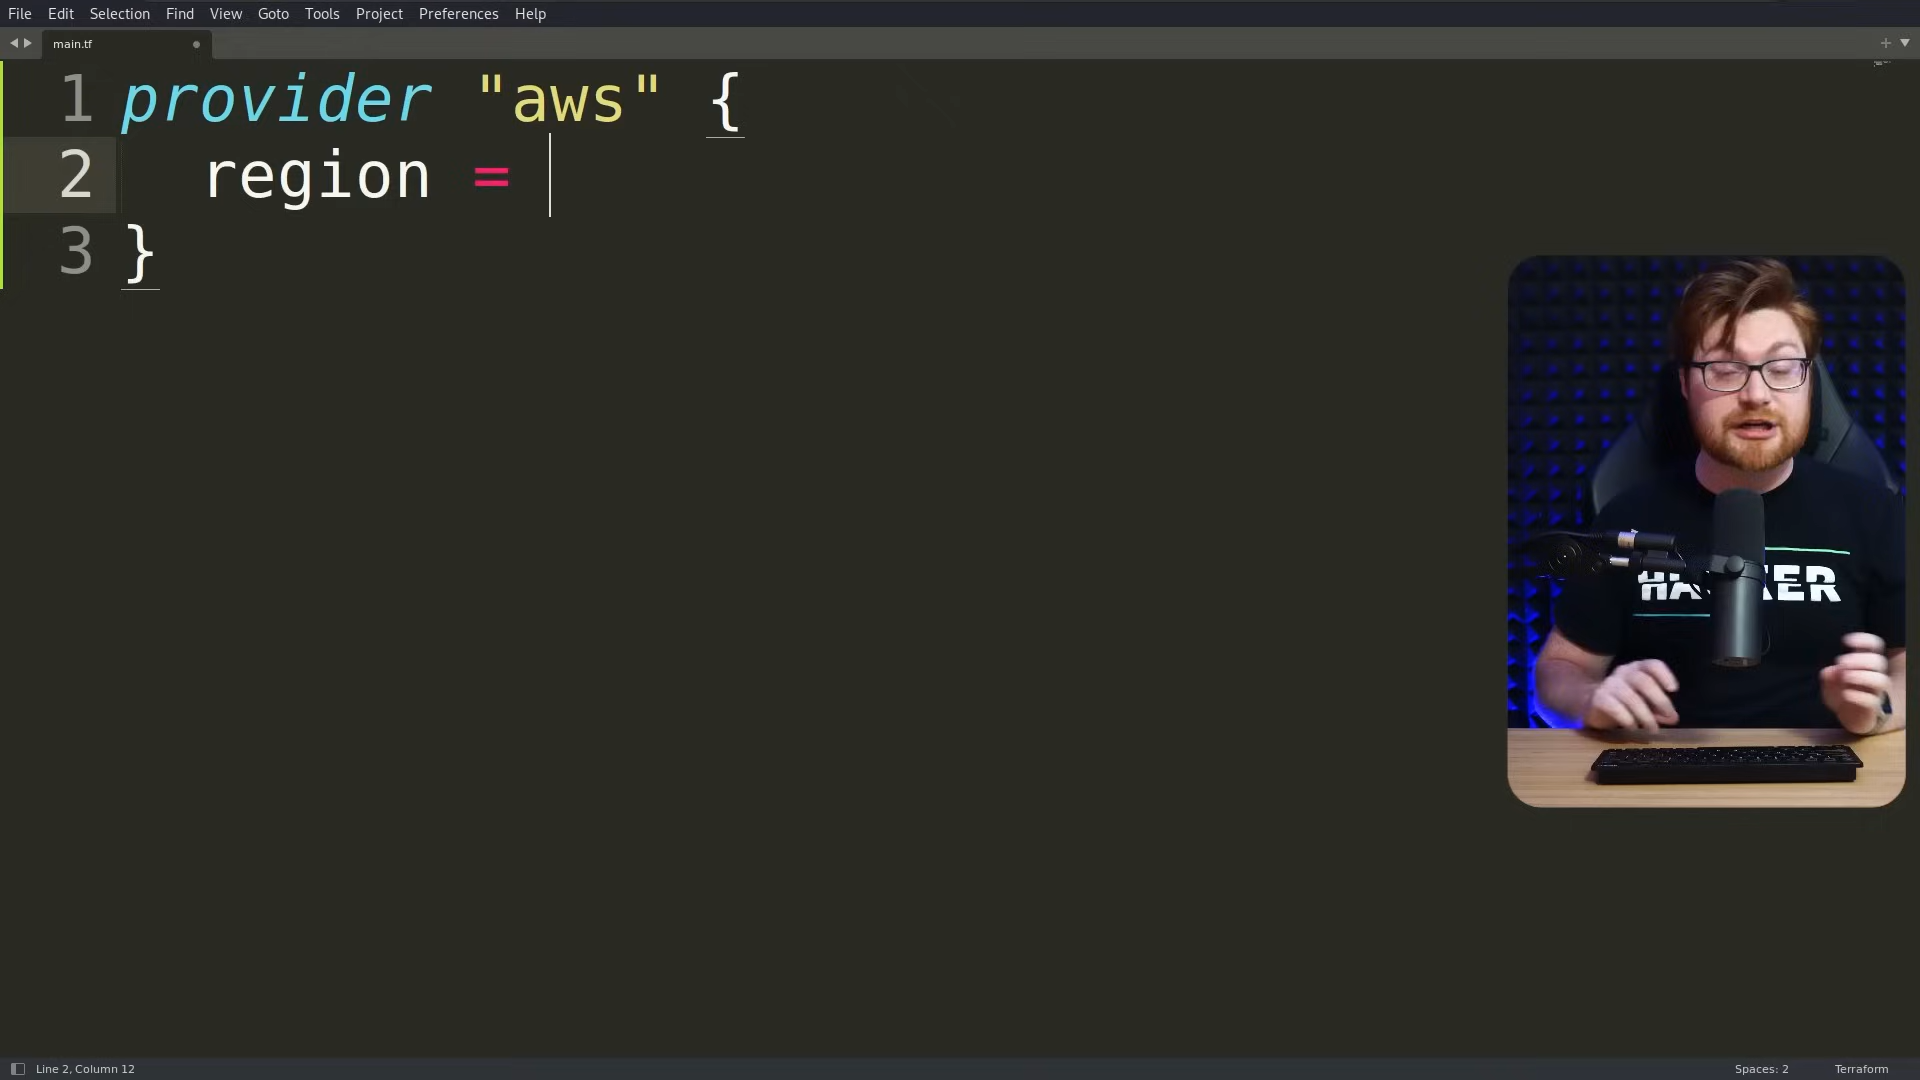 File Edit Selection Find View Goto Tools Project Preferences Help
main.tf
1 provider "aws" {
2 region =
3 }
Line 2, Column 12
Spaces: 2
Terraform